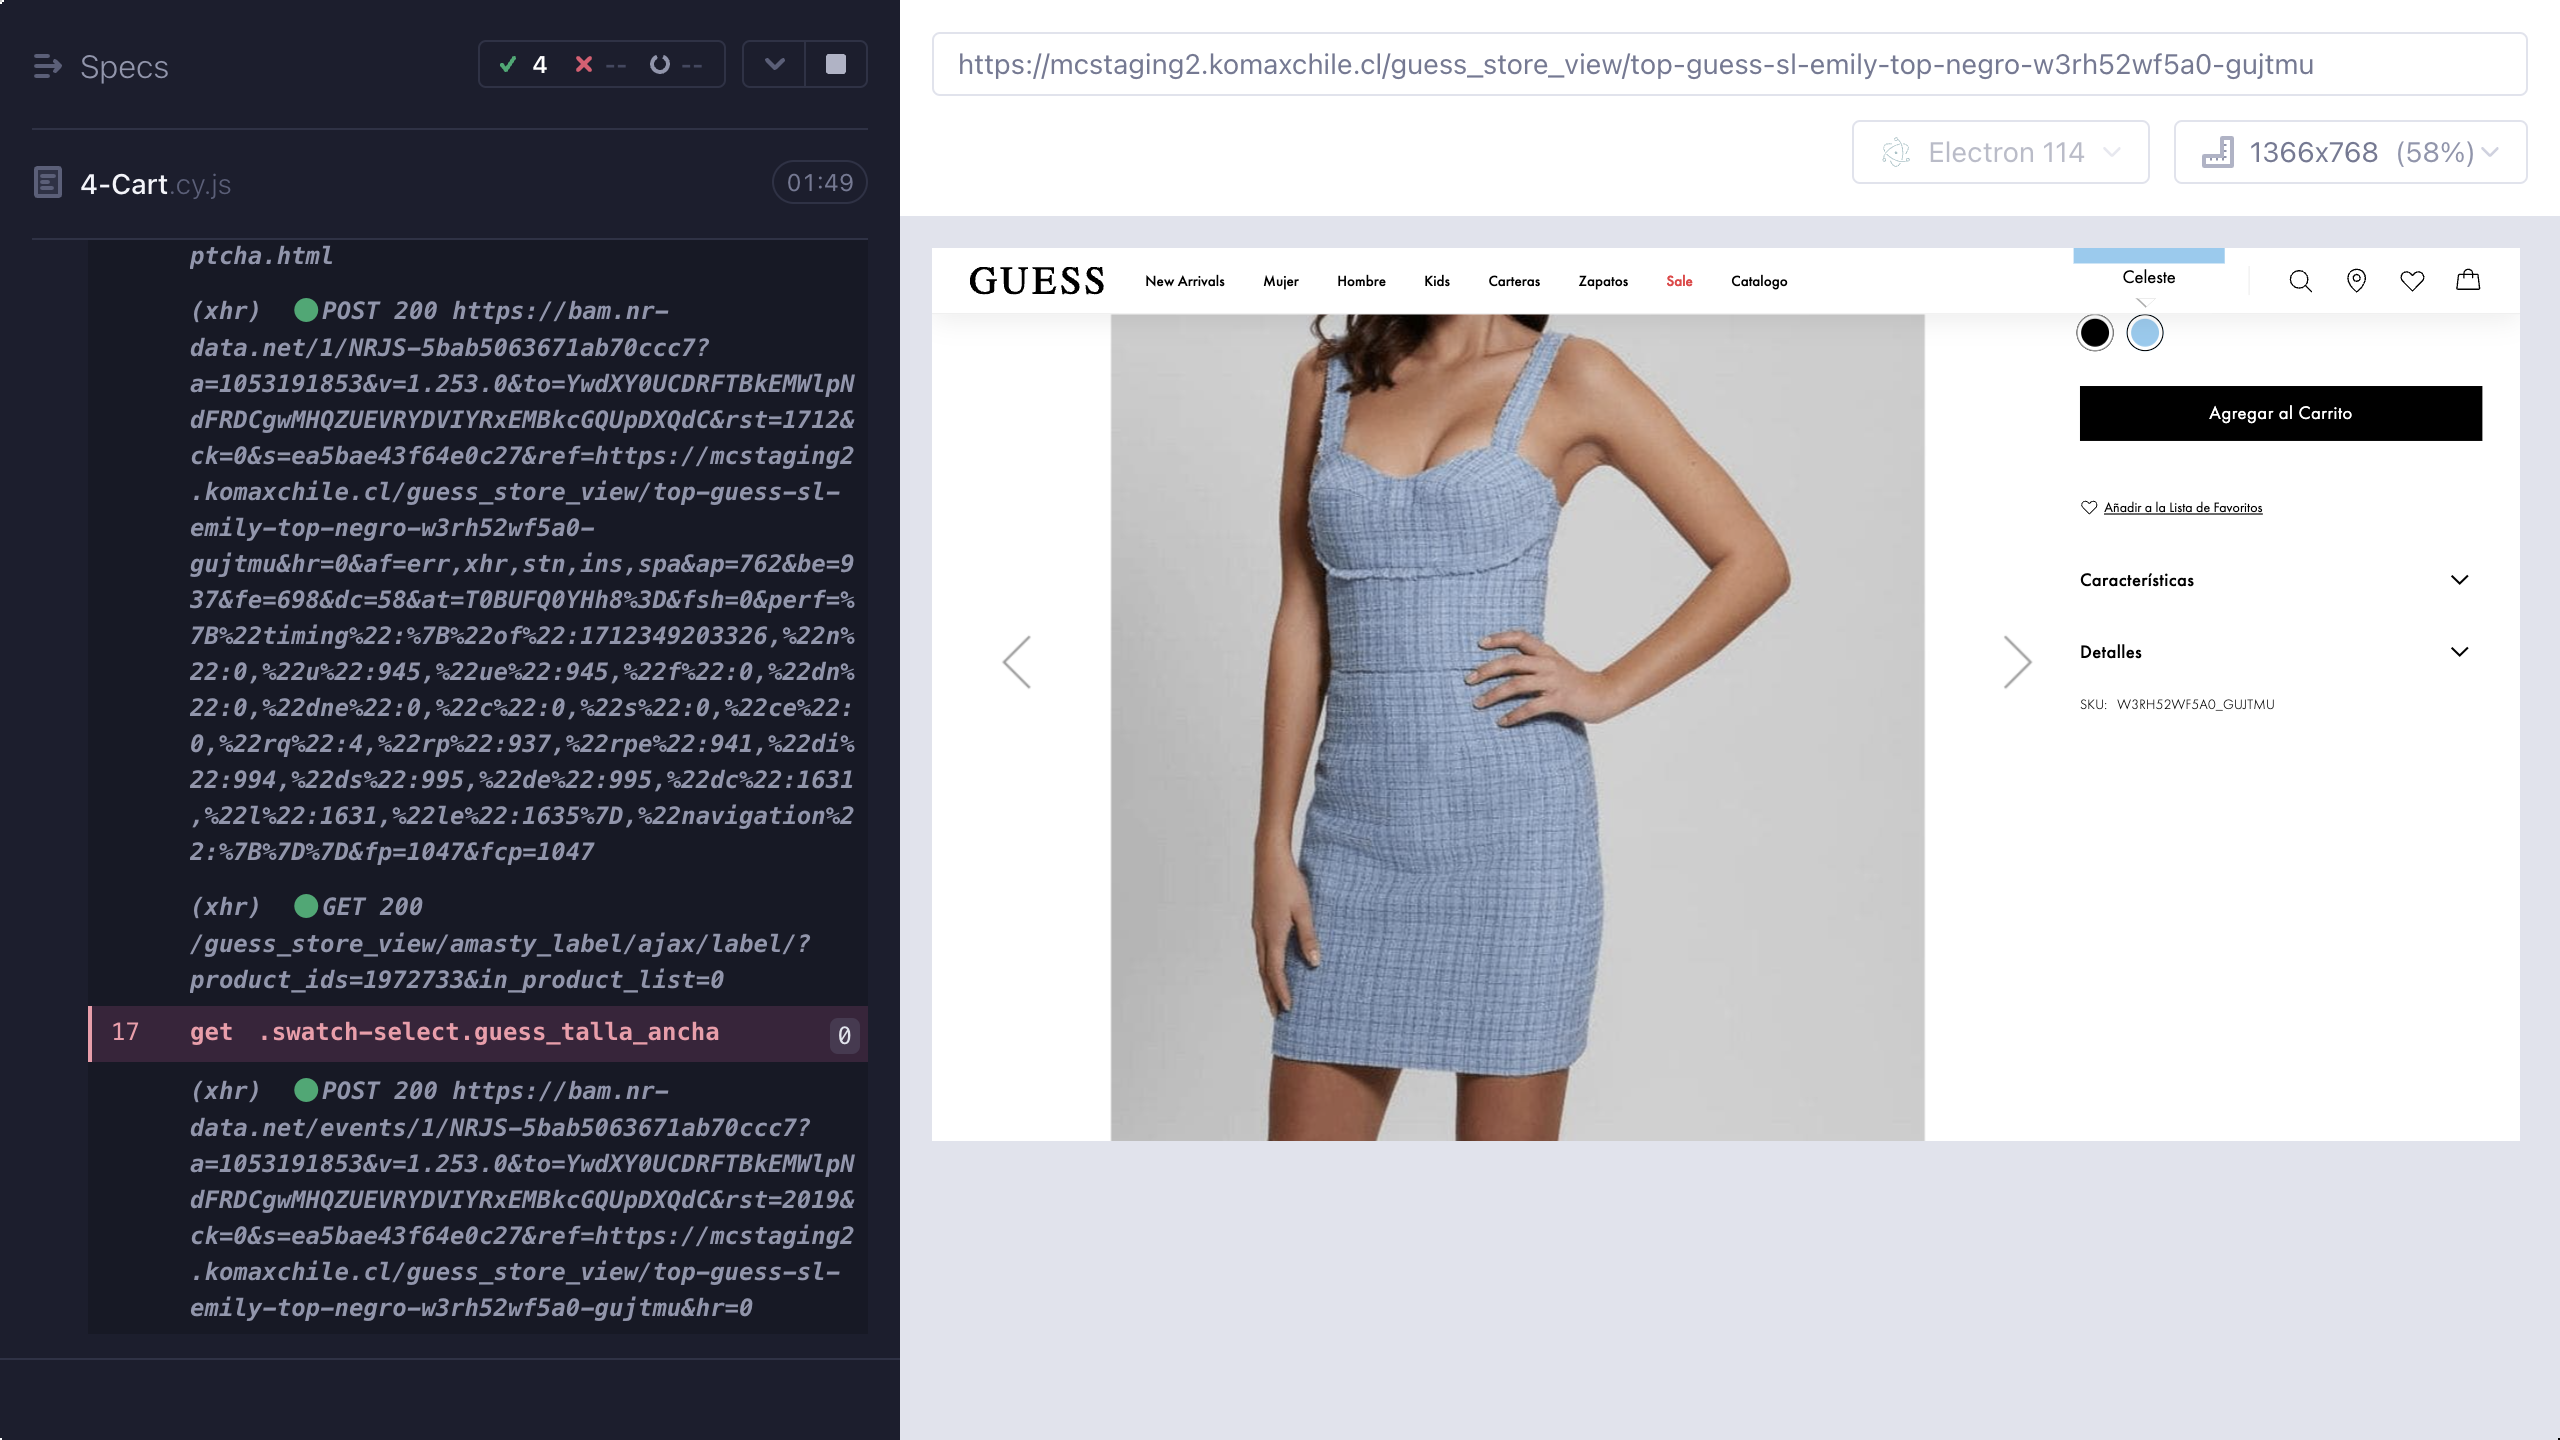 Specs
4
--
--
4-Cart.cy.js
01:49
ptcha.html
(xhr) POST 200 https://bam.nr-
data.net/1/NRJS-5bab5063671ab70ccc7?
a=1053191853&v=1.253.0&to=YwdXY0UCDRFTBkEMWlpN
dFRDCgwMHQZUEVRYDVIYRxEMBkcGQUpDXQdC&rst=1712&
ck=0&s=ea5bae43f64e0c27&ref=https://mcstaging2
.komaxchile.cl/guess_store_view/top-guess-sl-
emily-top-negro-w3rh52wf5a0-
gujtmu&hr=0&af=err,xhr,stn,ins,spa&ap=762&be=9
37&fe=698&dc=58&at=T0BUFQ0YHh8%3D&fsh=0&perf=%
7B%22timing%22:%7B%22of%22:1712349203326,%22n%
22:0,%22u%22:945,%22ue%22:945,%22f%22:0,%22dn%
22:0,%22dne%22:0,%22c%22:0,%22s%22:0,%22ce%22:
0,%22rq%22:4,%22rp%22:937,%22rpe%22:941,%22di%
22:994,%22ds%22:995,%22de%22:995,%22dc%22:1631
,%22l%22:1631,%22le%22:1635%7D,%22navigation%2
2:%7B%7D%7D&fp=1047&fcp=1047
(xhr) GET 200
/guess_store_view/amasty_label/ajax/label/?
product_ids=1972733&in_product_list=0
17 get .swatch-select.guess_talla_ancha 0
(xhr) POST 200 https://bam.nr-
data.net/events/1/NRJS-5bab5063671ab70ccc7?
a=1053191853&v=1.253.0&to=YwdXY0UCDRFTBkEMWlpN
dFRDCgwMHQZUEVRYDVIYRxEMBkcGQUpDXQdC&rst=2019&
ck=0&s=ea5bae43f64e0c27&ref=https://mcstaging2
.komaxchile.cl/guess_store_view/top-guess-sl-
emily-top-negro-w3rh52wf5a0-gujtmu&hr=0
https://mcstaging2.komaxchile.cl/guess_store_view/top-guess-sl-emily-top-negro-w3rh52wf5a0-gujtmu
Electron 114
1366x768 (58%)
GUESS
New Arrivals
Mujer
Hombre
Kids
Carteras
Zapatos
Sale
Catalogo
Celeste
Agregar al Carrito
Añadir a la Lista de Favoritos
Características
Detalles
SKU: W3RH52WF5A0_GUJTMU